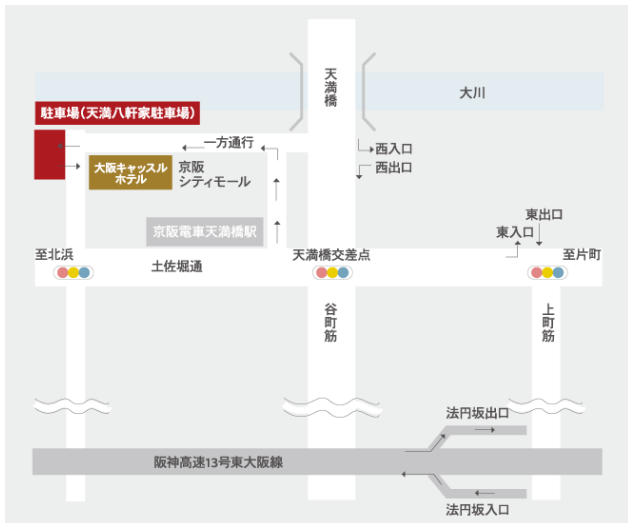 天満橋
大川
駐車場(天満八軒家駐車場)
一方通行
西入口
西出口
大阪キャッスル
ホテル
京阪
シティモール
京阪電車天満橋駅
東出口
東入口
至北浜
土佐堀通
天満橋交差点
至片町
谷町筋
上町筋
法円坂出口
阪神高速13号東大阪線
法円坂入口